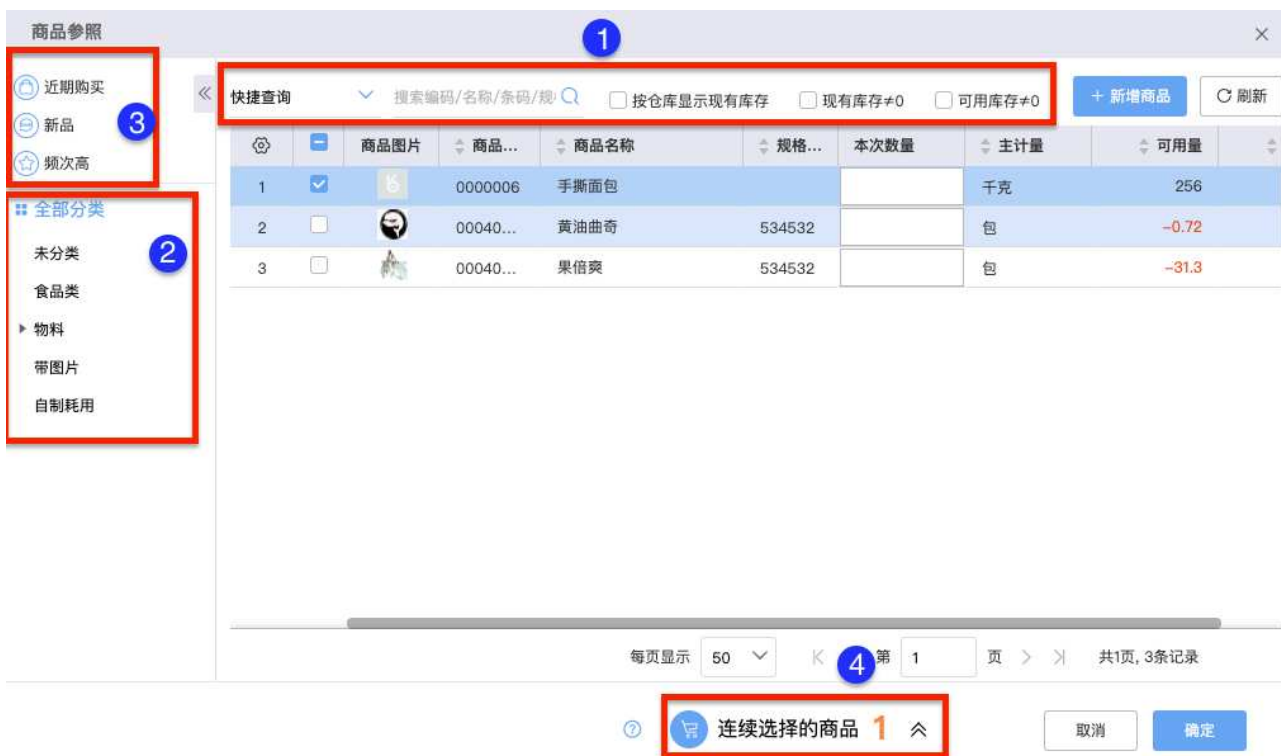 商品参照
1
近期购买
新品
频次高
3
快捷查询 搜索编码/名称/条码/规 按仓库显示现有库存 现有库存≠0 可用库存≠0 + 新增商品 刷新
商品图片 商品... 商品名称 规格... 本次数量 主计量 可用量
1 0000006 手撕面包 千克 256
2 00040... 黄油曲奇 534532 包 -0.72
3 00040... 果倍爽 534532 包 -31.3
全部分类
2
未分类
食品类
物料
带图片
自制耗用
每页显示 50 第 1 页 共1页, 3条记录
4
连续选择的商品 1 取消 确定